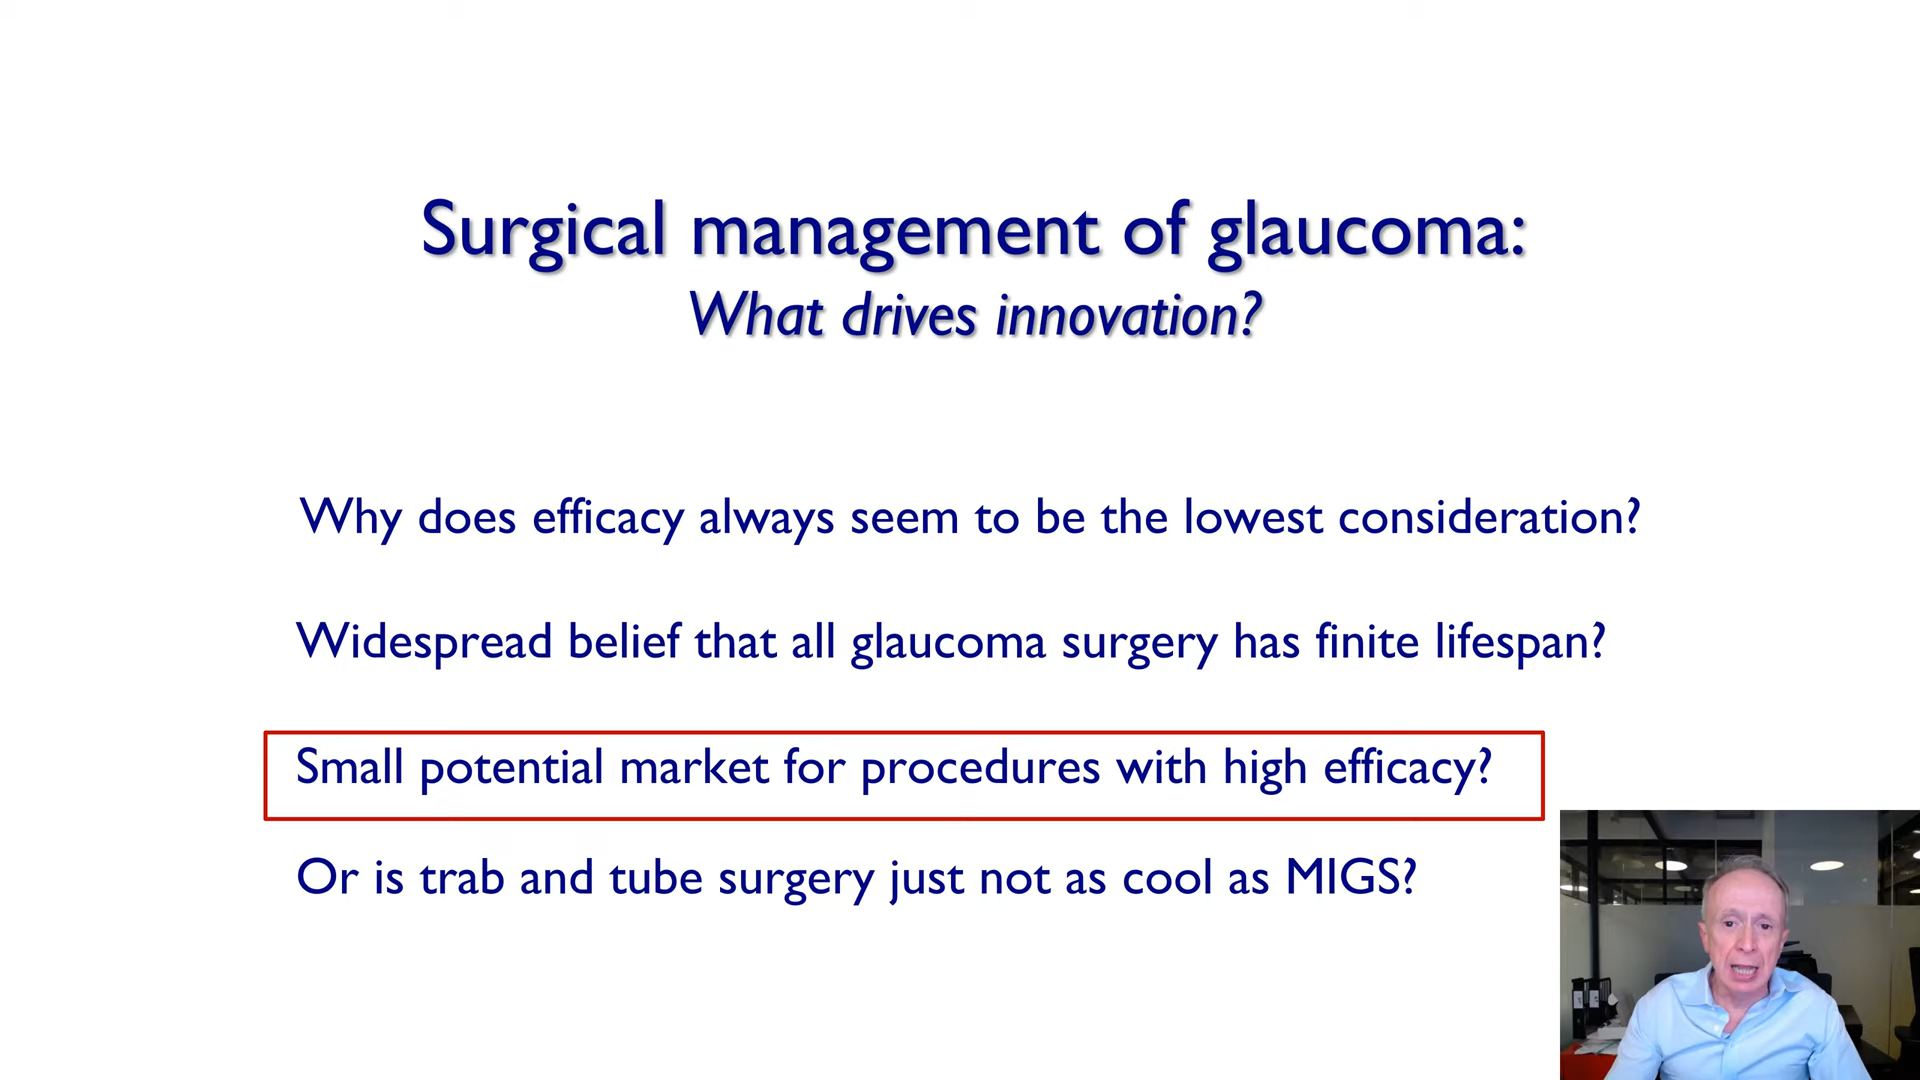 Surgical management of glaucoma:
What drives innovation?
Why does efficacy always seem to be the lowest consideration?
Widespread belief that all glaucoma surgery has finite lifespan?
Small potential market for procedures with high efficacy?
Or is trab and tube surgery just not as cool as MIGS?